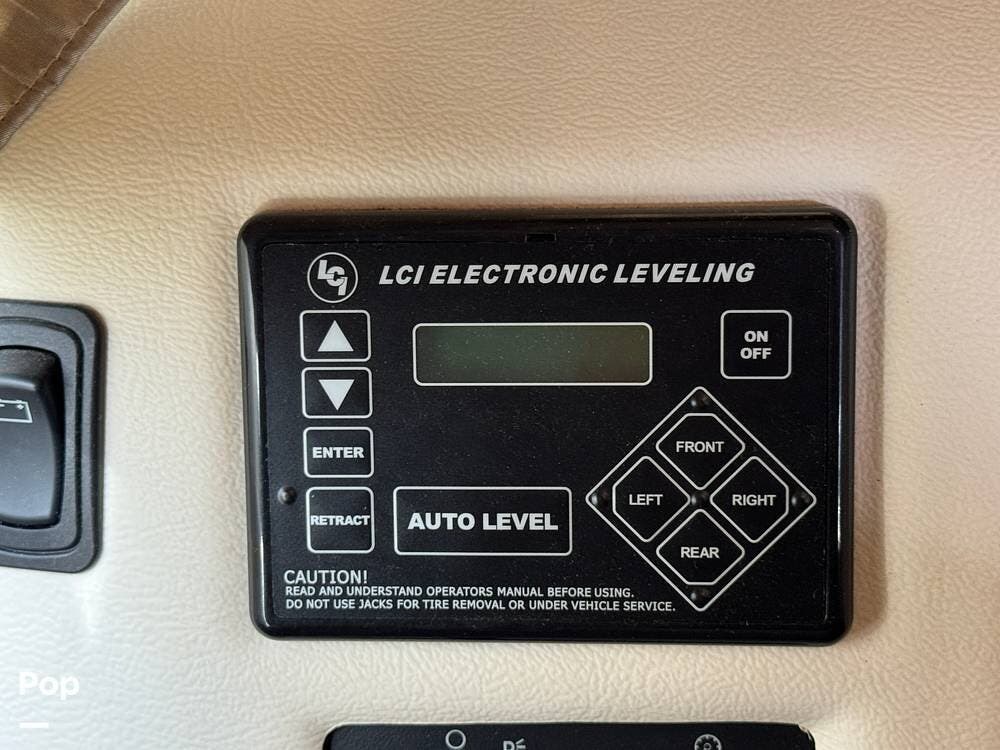 LCI
LCI ELECTRONIC LEVELING
ON
OFF
ENTER
RETRACT
AUTO LEVEL
FRONT
LEFT
RIGHT
REAR
CAUTION!
READ AND UNDERSTAND OPERATORS MANUAL BEFORE USING.
DO NOT USE JACKS FOR TIRE REMOVAL OR UNDER VEHICLE SERVICE.
Pop